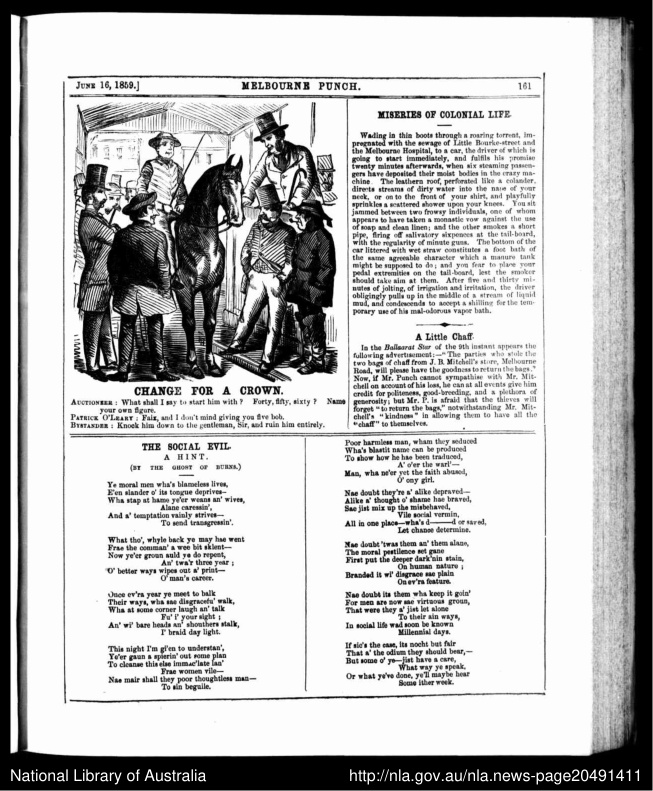 JUNE 16, 1859.]
MELBOURNE PUNCH.
161
CHANGE FOR A CROWN.
AUCTIONEER : What shall I say to start him with ? Forty, fifty, sixty ? Name
your own figure.
PATRICK O'LEARY : Faix, and I don't mind giving you five bob.
BYSTANDER : Knock him down to the gentleman, Sir, and ruin him entirely.
MISERIES OF COLONIAL LIFE.
Wading in thin boots through a roaring torrent, im-
pregnated with the sewage of Little Bourke-street and
the Melbourne Hospital, to a car, the driver of which is
going to start immediately, and fulfils his promise
twenty minutes afterwards, when six steaming passen-
gers have deposited their moist bodies in the crazy ma-
chine. The leathern roof, perforated like a colander,
directs streams of dirty water into the nape of your
neck, or on to the front of your shirt, and playfully
sprinkles a scattered shower upon your knees. You sit
jammed between two frowsy individuals, one of whom
appears to have taken a monastic vow against the use
of soap and clean linen; and the other smokes a short
pipe, firing off salivatory sixpences at the tail-board,
with the regularity of minute guns. The bottom of the
car littered with wet straw constitutes a foot bath of
the same agreeable character which a manure tank
might be supposed to do; and you fear to place your
pedal extremities on the tail-board, lest the smoker
should take aim at them. After five and thirty mi-
nutes of jolting, of irrigation and irritation, the driver
obligingly pulls up in the middle of a stream of liquid
mud, and condescends to accept a shilling for the tem-
porary use of his mal-odorous vapor bath.
A Little Chaff.
In the Ballaarat Star of the 9th instant appears the
following advertisement:—"The parties who stole the
two bags of chaff from J. B. Mitchell's store, Melbourne
Road, will please have the goodness to return the bags."
Now, if Mr. Punch cannot sympathise with Mr. Mit-
chell on account of his loss, he can at all events give him
credit for politeness, good-breeding, and a plethora of
generosity; but Mr. P. is afraid that the thieves will
forget "to return the bags," notwithstanding Mr. Mit-
chell's "kindness" in allowing them to have all the
"chaff" to themselves.
THE SOCIAL EVIL.
A HINT.
(BY THE GHOST OF BURNS.)
Ye moral men wha's blameless lives,
E'en slander o' its tongue deprives—
Wha stap at hame ye'er weans an' wives,
Alane caressin',
And a' temptation vainly strives—
To send transgressin'.
What tho', whyle back ye may hae went
Frae the comman' a wee bit sklent—
Now ye'er groun auld ye do repent,
An' twa'r three year ;
O' better ways wipes out a' print—
O' man's career.
Once ev'ra year ye meet to balk
Their ways, wha sae disgracefu' walk,
Wha at some corner laugh an' talk
Fu' i' your sight ;
An' wi' bare heads an' shouthers stalk,
I' braid day light.
This night I'm gi'en to understan',
Ye'er gaun a spierin' out some plan
To cleanse this else immac'late lan'
Frae women vile—
Nae mair shall they poor thoughtless man—
To sin beguile.
Poor harmless man, wham they seduced
Wha's blastit name can be produced
To show how he has been traduced,
A' o'er the warl'—
Man, wha ne'er yet the faith abused,
O' ony girl.
Nae doubt they're a' alike depraved—
Alike a' thought o' shame hae braved,
Sae jist mix up the misbehaved,
Vile social vermin,
All in one place—wha's d——d or saved,
Let chance determine.
Nae doubt 'twas them an' them alane,
The moral pestilence set gane
First put the deeper dark'nin stain,
On human nature ;
Branded it wi' disgrace sae plain
On ev'ra feature.
Nae doubt its them wha keep it goin'
For men are now sae virtuous groun,
That were they a' jist let alone
To their ain ways,
In social life wad soon be known
Millennial days.
If sic's the case, its nocht but fair
That a' the odium they should bear,—
But some o' ye—jist have a care,
What way ye speak,
Or what ye've done, ye'll maybe hear
Some ither week.
National Library of Australia
http://nla.gov.au/nla.news-page20491411